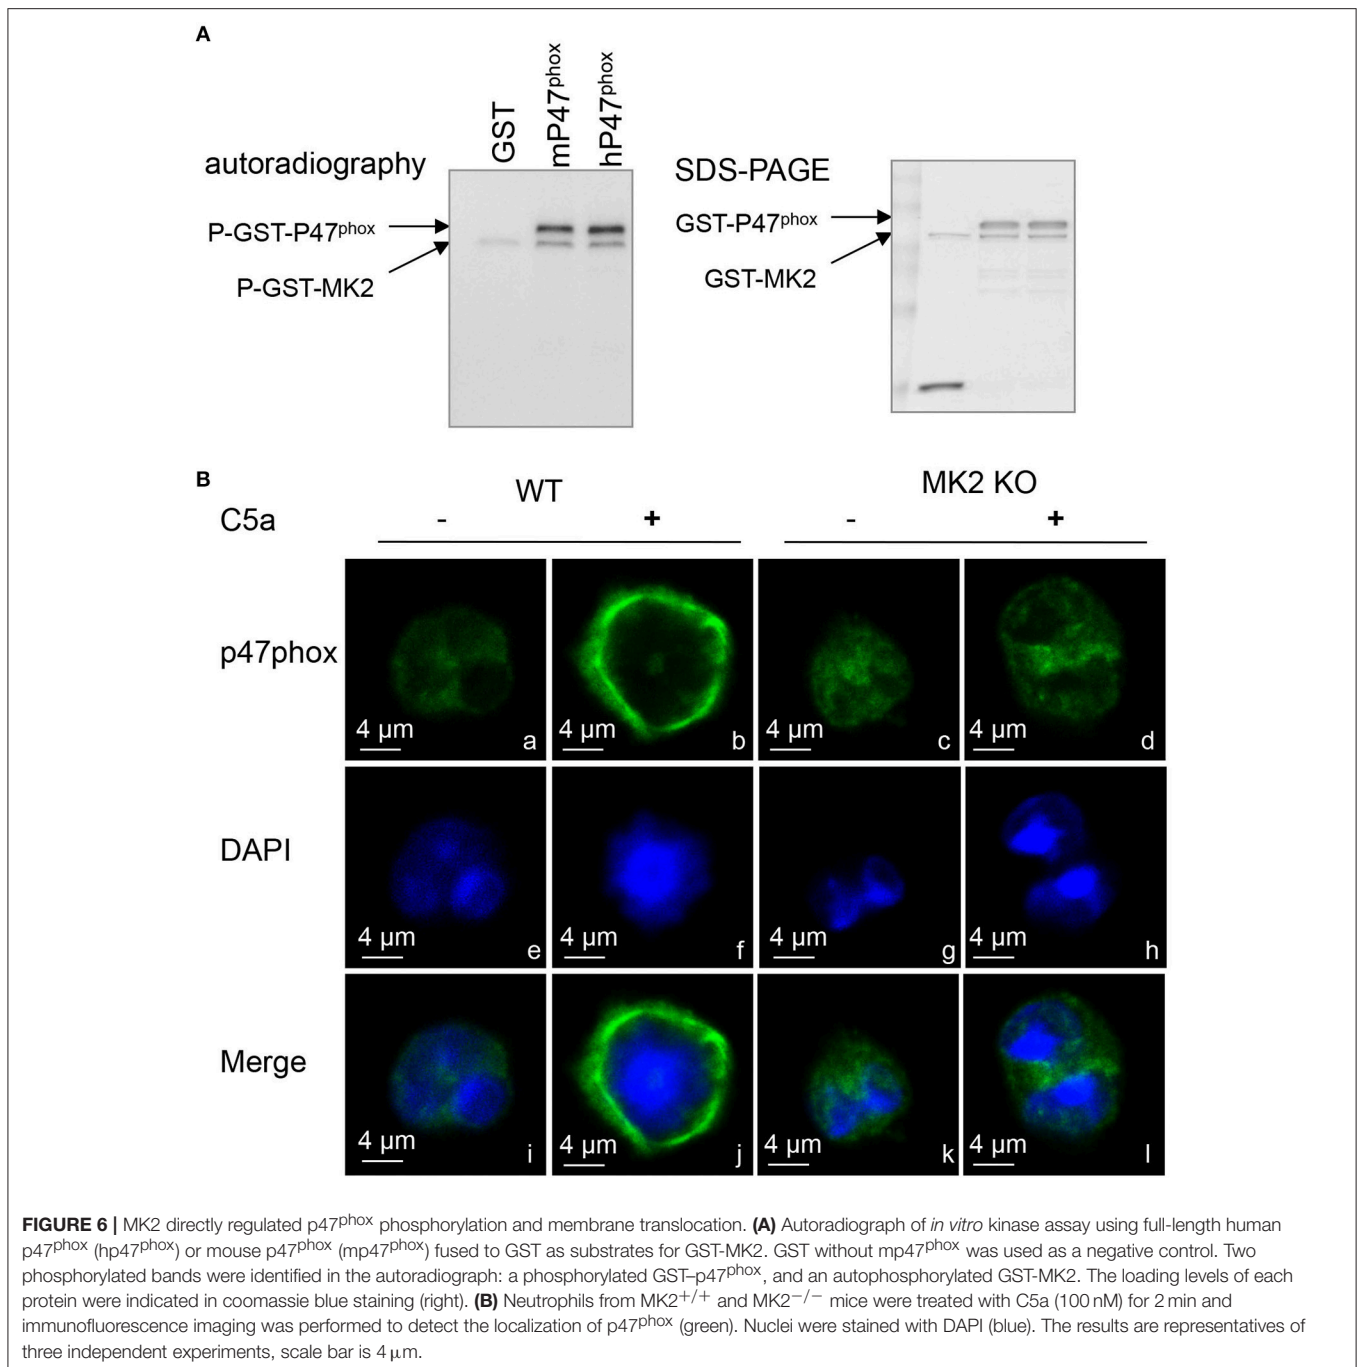 A
GST
mP47phox
hP47phox
autoradiography
P-GST-P47phox
P-GST-MK2
SDS-PAGE
GST-P47phox
GST-MK2
B
WT
MK2 KO
C5a
- + - +
p47phox
4 µm a
4 µm b
4 µm c
4 µm d
DAPI
4 µm e
4 µm f
4 µm g
4 µm h
Merge
4 µm i
4 µm j
4 µm k
4 µm l
FIGURE 6 | MK2 directly regulated p47phox phosphorylation and membrane translocation. (A) Autoradiograph of in vitro kinase assay using full-length human
p47phox (hp47phox) or mouse p47phox (mp47phox) fused to GST as substrates for GST-MK2. GST without mp47phox was used as a negative control. Two
phosphorylated bands were identified in the autoradiograph: a phosphorylated GST–p47phox, and an autophosphorylated GST-MK2. The loading levels of each
protein were indicated in coomassie blue staining (right). (B) Neutrophils from MK2+/+ and MK2−/− mice were treated with C5a (100 nM) for 2 min and
immunofluorescence imaging was performed to detect the localization of p47phox (green). Nuclei were stained with DAPI (blue). The results are representatives of
three independent experiments, scale bar is 4 µm.